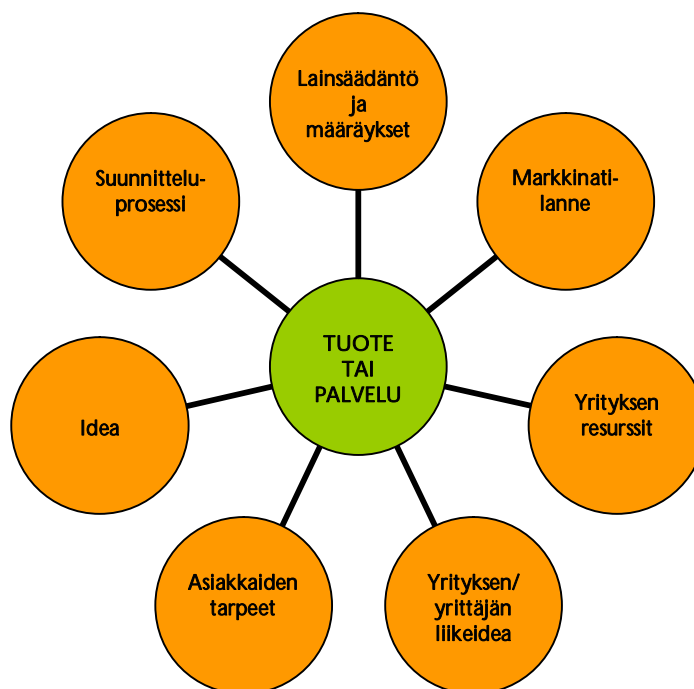 Lainsäädäntö
ja
määräykset
Suunnittelu-
prosessi
Markkinati-
lanne
TUOTE
TAI
PALVELU
Idea
Yrityksen
resurssit
Asiakkaiden
tarpeet
Yrityksen/
yrittäjän
liikeidea